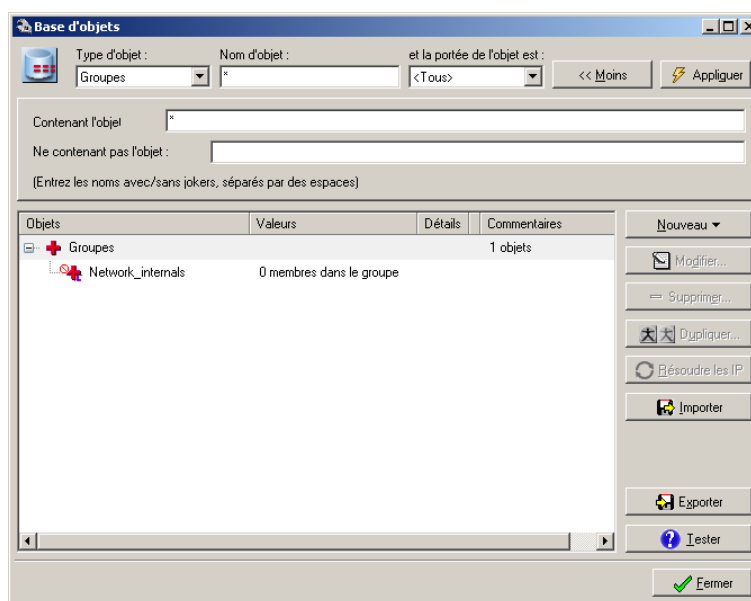 Base d'objets
Type d'objet :
Nom d'objet :
et la portée de l'objet est :
Groupes
*
<Tous>
<< Moins
Appliquer
Contenant l'objet
*
Ne contenant pas l'objet :
(Entrez les noms avec/sans jokers, séparés par des espaces)
Objets Valeurs Détails Commentaires
Groupes 1 objets
Network_internals 0 membres dans le groupe
Nouveau
Modifier...
Supprimer...
Dupliquer...
Résoudre les IP
Importer
Exporter
Tester
Fermer